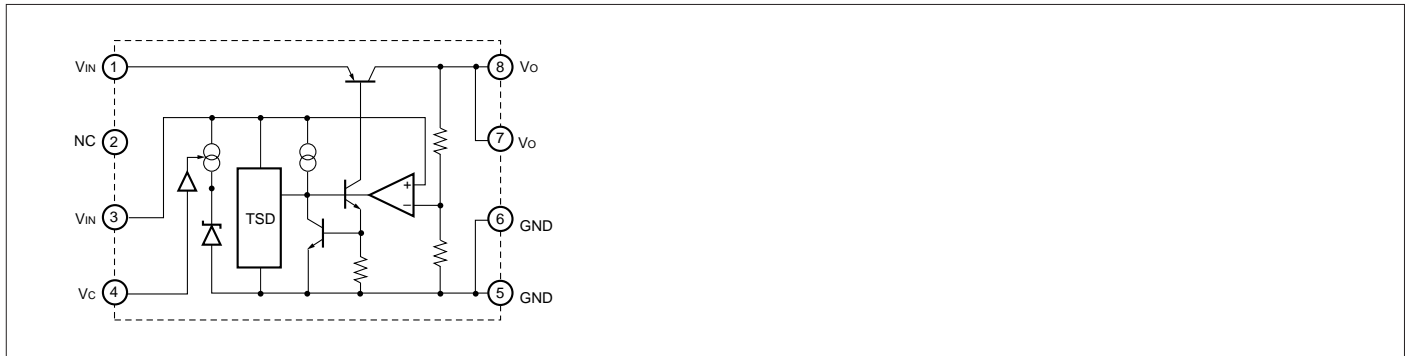 VIN 1
8 VO
NC 2
7 VO
+
−
VIN 3
TSD
6 GND
VC 4
5 GND